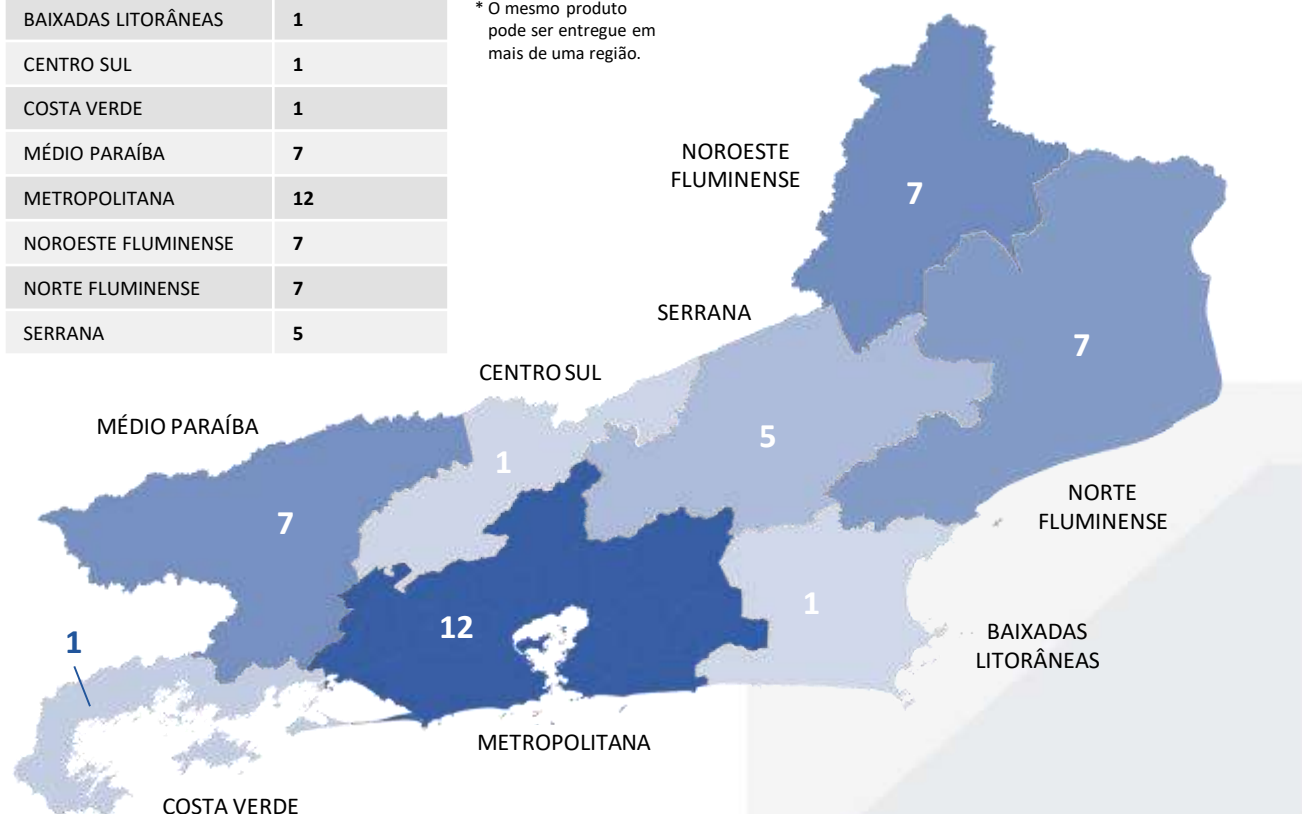 BAIXADAS LITORÂNEAS 1
CENTRO SUL 1
COSTA VERDE 1
MÉDIO PARAÍBA 7
METROPOLITANA 12
NOROESTE FLUMINENSE 7
NORTE FLUMINENSE 7
SERRANA 5
* O mesmo produto
pode ser entregue em
mais de uma região.
NOROESTE
FLUMINENSE
7
SERRANA
7
CENTRO SUL
MÉDIO PARAÍBA
5
1
NORTE
FLUMINENSE
7
1
12
1
BAIXADAS
LITORÂNEAS
METROPOLITANA
COSTA VERDE